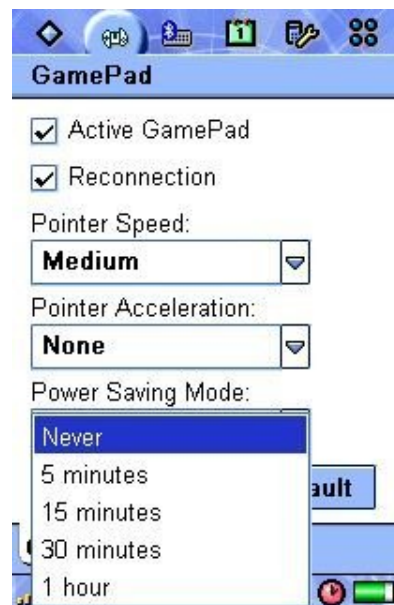 GamePad
Active GamePad
Reconnection
Pointer Speed:
Medium
Pointer Acceleration:
None
Power Saving Mode:
Never
5 minutes
ault
15 minutes
30 minutes
1 hour